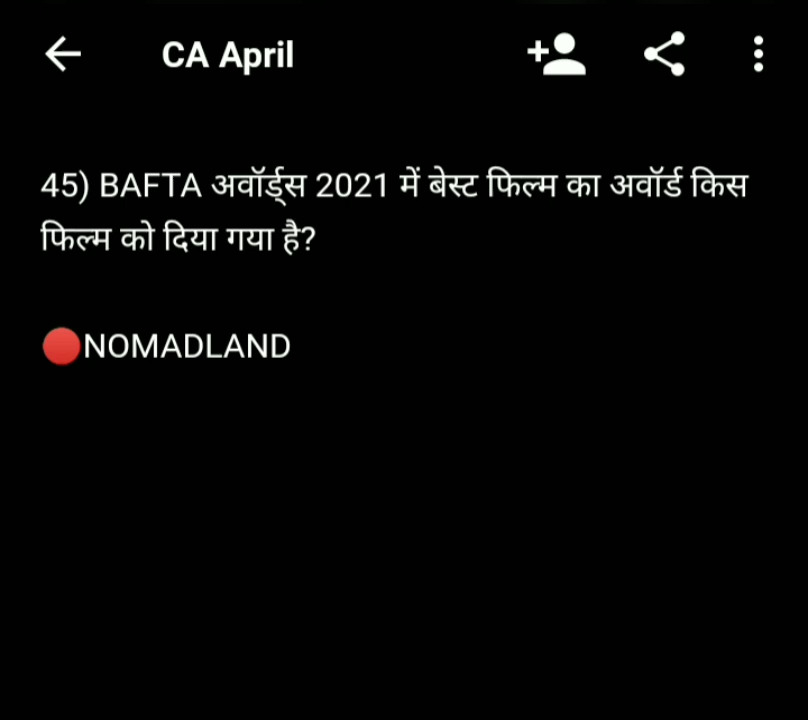 CA April
45) BAFTA अवॉर्ड्स 2021 में बेस्ट फिल्म का अवॉर्ड किस
फिल्म को दिया गया है?
🔴NOMADLAND